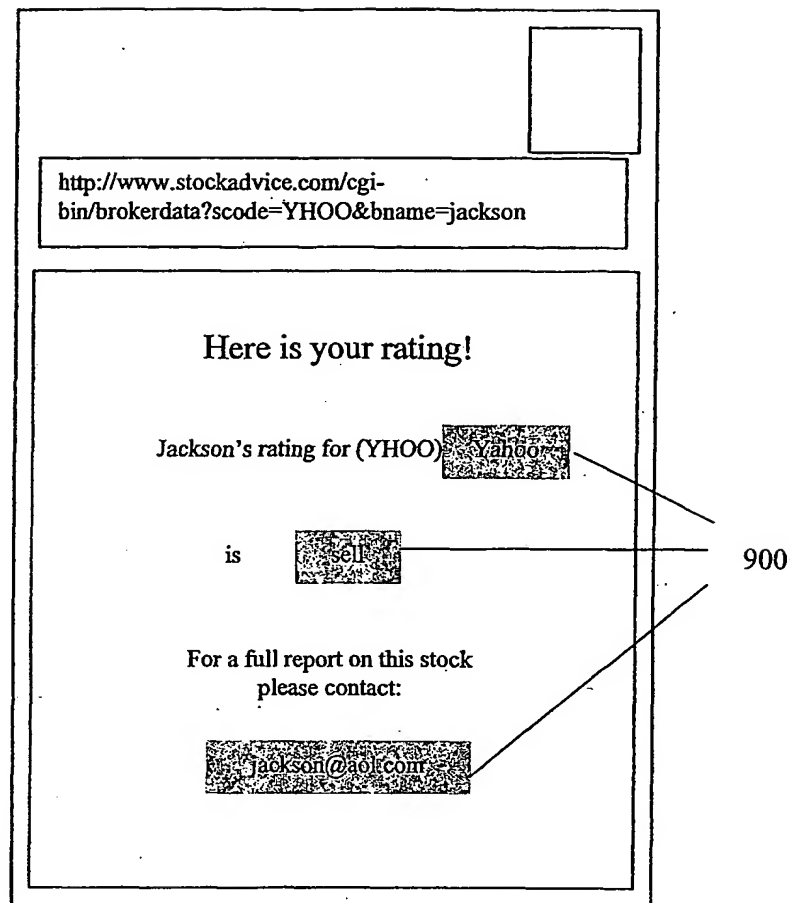 http://www.stockadvice.com/cgi-
bin/brokerdata?scode=YHOO&bname=jackson
Here is your rating!
Jackson's rating for (YHOO) Yahoo
is sell
900
For a full report on this stock
please contact:
jackson@aol.com